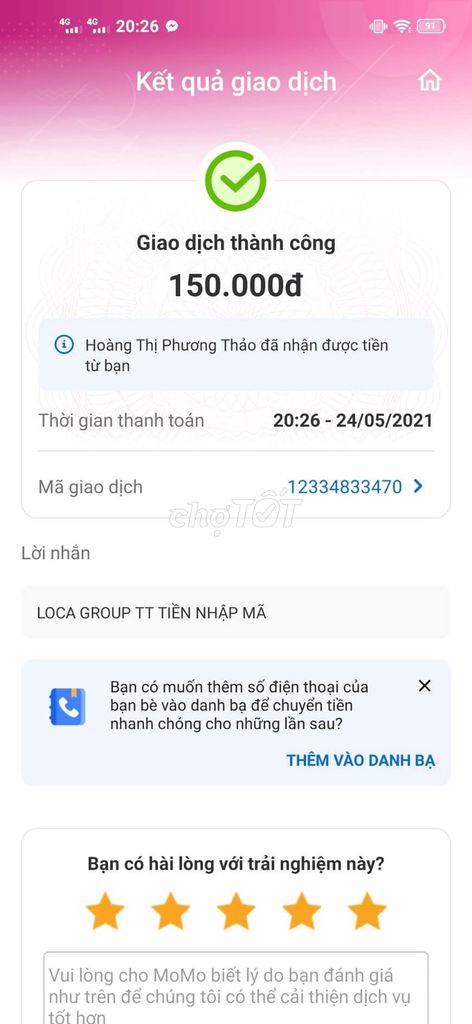 4G 4G 20:26 91
Kết quả giao dịch
Giao dịch thành công
150.000đ
Hoàng Thị Phương Thảo đã nhận được tiền
từ bạn
Thời gian thanh toán 20:26 - 24/05/2021
Mã giao dịch 12334833470
chợTỐT
Lời nhắn
LOCA GROUP TT TIỀN NHẬP MÃ
Bạn có muốn thêm số điện thoại của
bạn bè vào danh bạ để chuyển tiền
nhanh chóng cho những lần sau?
THÊM VÀO DANH BẠ
Bạn có hài lòng với trải nghiệm này?
Vui lòng cho MoMo biết lý do bạn đánh giá
như trên để chúng tôi có thể cải thiện dịch vụ
tốt hơn